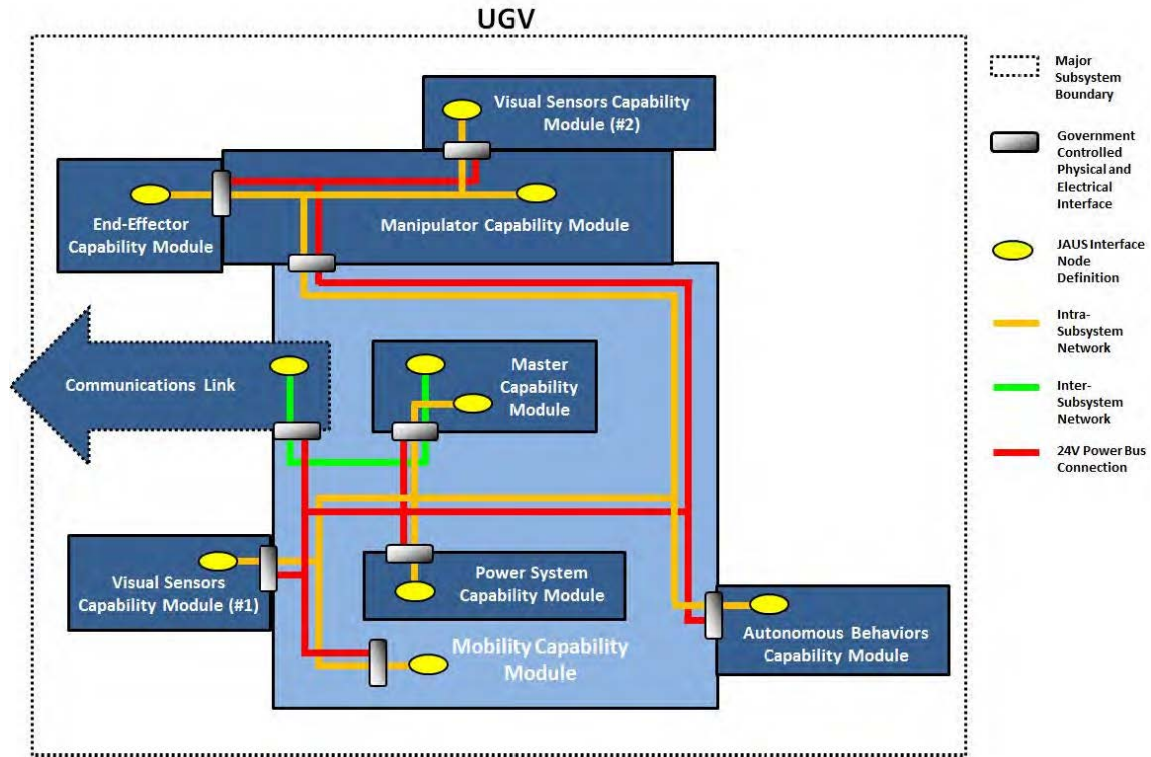 UGV
Visual Sensors Capability
Module (#2)
End-Effector
Capability Module
Manipulator Capability Module
Communications Link
Master
Capability
Module
Visual Sensors
Capability Module (#1)
Power System
Capability Module
Mobility Capability
Module
Autonomous Behaviors
Capability Module
Major
Subsystem
Boundary
Government
Controlled
Physical and
Electrical
Interface
JAUS Interface
Node
Definition
Intra-
Subsystem
Network
Inter-
Subsystem
Network
24V Power Bus
Connection